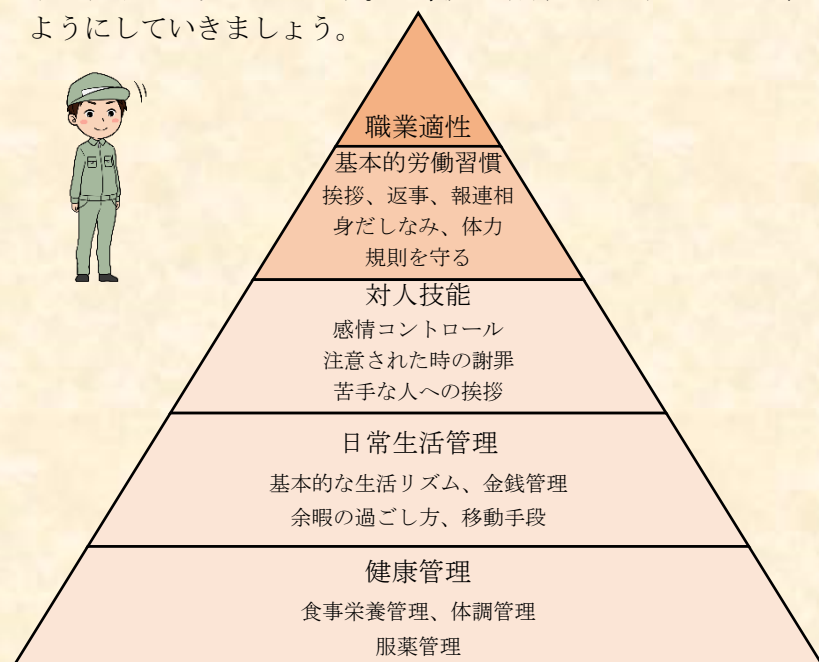 ようにしていきましょう。
職業適性
基本的労働習慣
挨拶、返事、報連相
身だしなみ、体力
規則を守る
対人技能
感情コントロール
注意された時の謝罪
苦手な人への挨拶
日常生活管理
基本的な生活リズム、金銭管理
余暇の過ごし方、移動手段
健康管理
食事栄養管理、体調管理
服薬管理